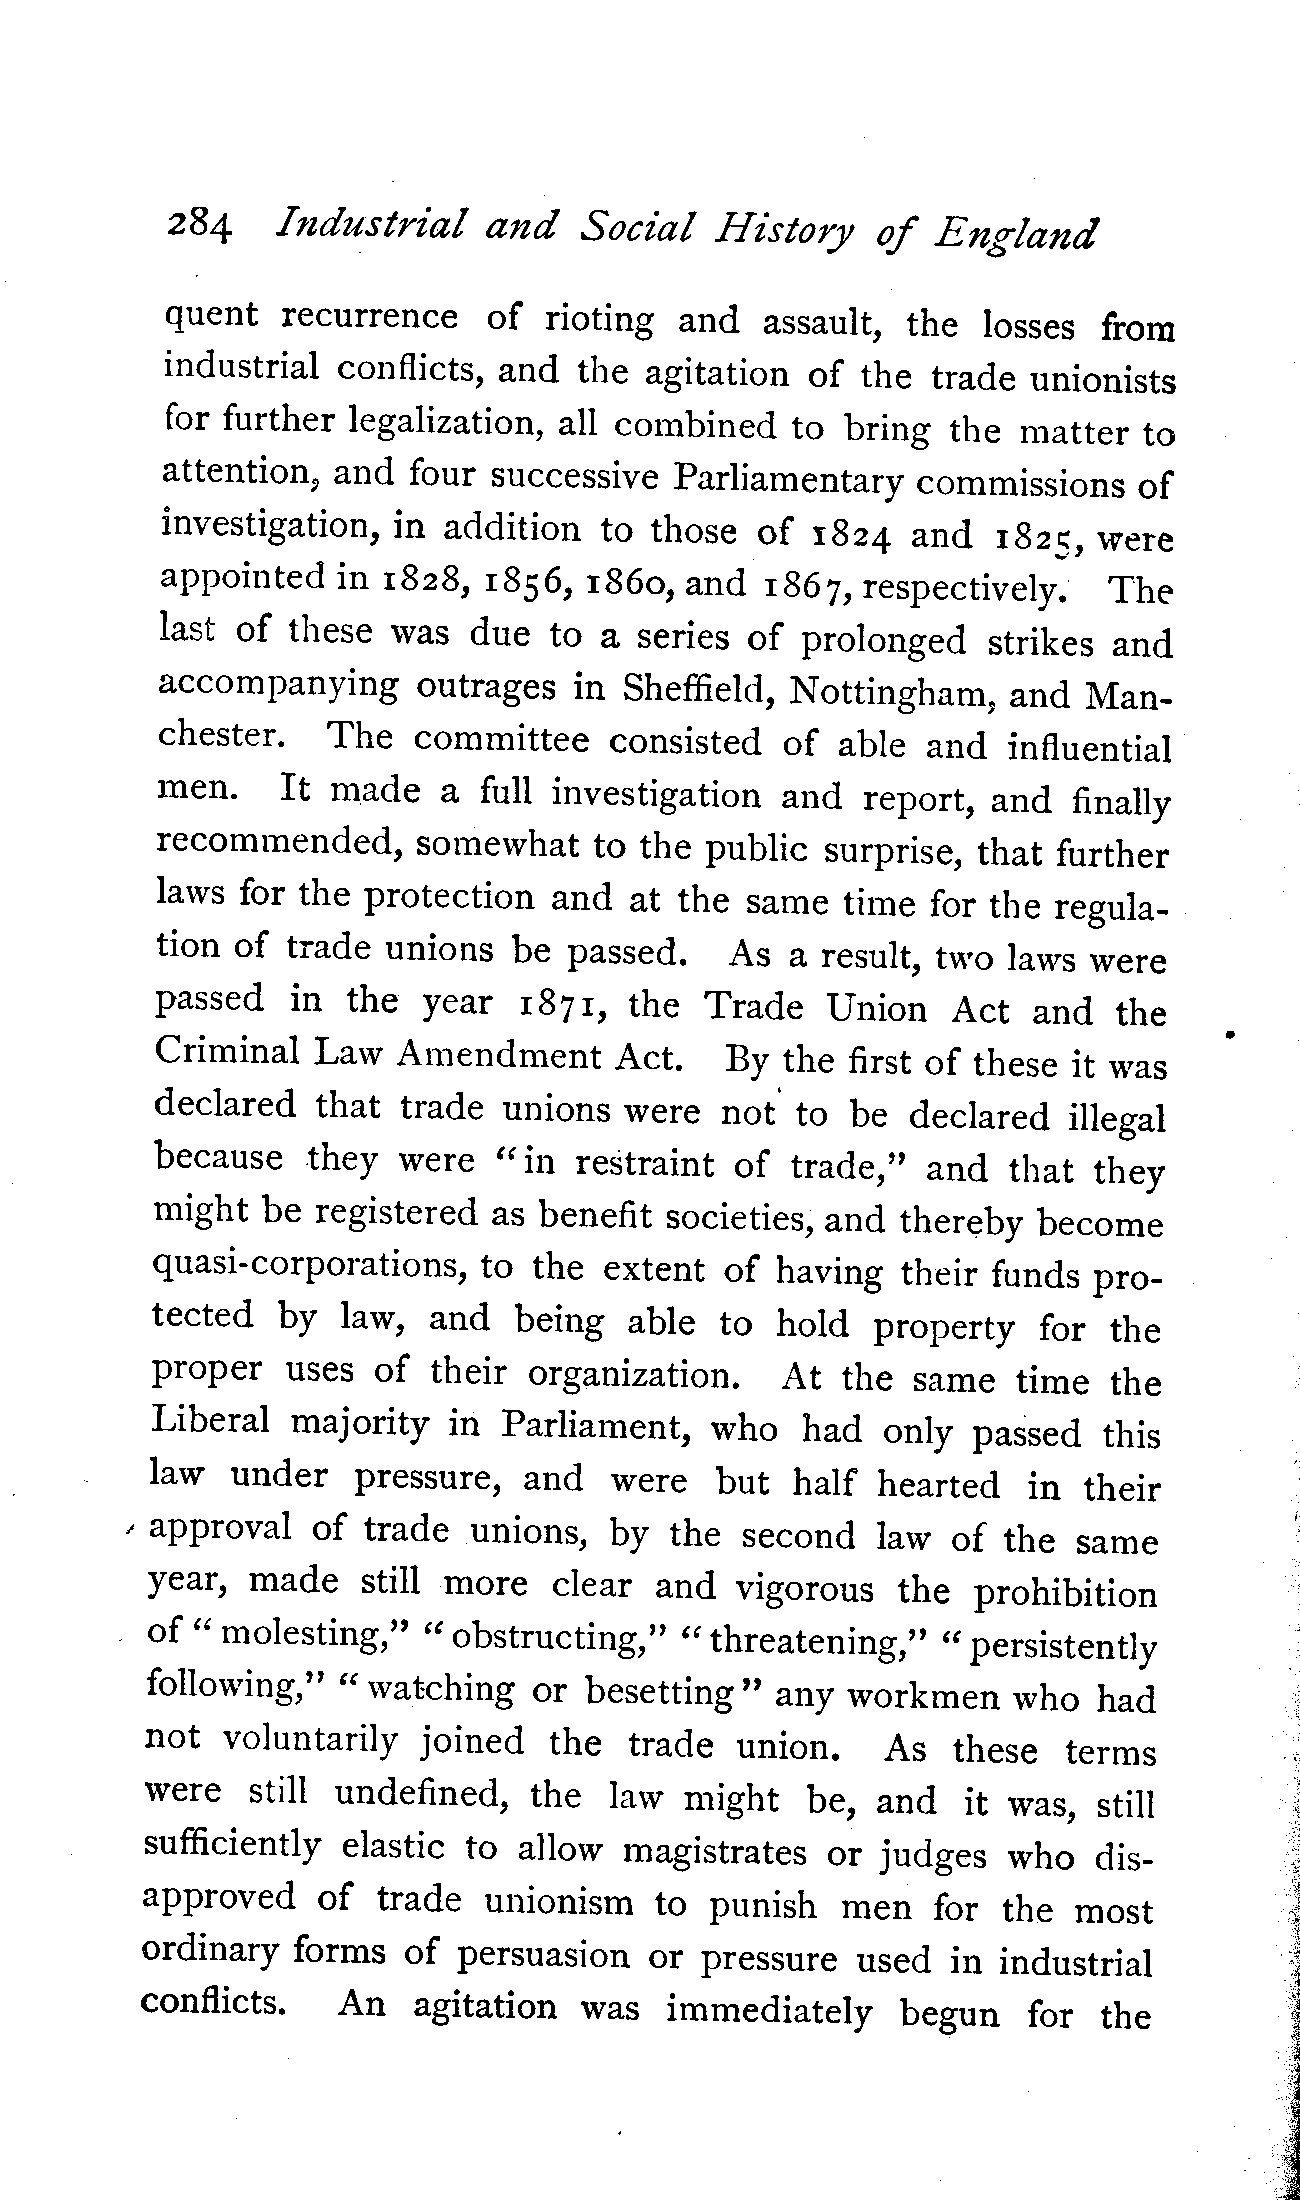 284 Industrial and Social History of England
quent recurrence of rioting and assault, the losses from
industrial conflicts, and the agitation of the trade unionists
for further legalization, all combined to bring the matter to
attention, and four successive Parliamentary commissions of
investigation, in addition to those of 1824 and 1825, were
appointed in 1828, 1856, 1860, and 1867, respectively. The
last of these was due to a series of prolonged strikes and
accompanying outrages in Sheffield, Nottingham, and Man-
chester. The committee consisted of able and influential
men. It made a full investigation and report, and finally
recommended, somewhat to the public surprise, that further
laws for the protection and at the same time for the regula-
tion of trade unions be passed. As a result, two laws were
passed in the year 1871, the Trade Union Act and the
Criminal Law Amendment Act. By the first of these it was
declared that trade unions were not to be declared illegal
because they were “in restraint of trade,” and that they
might be registered as benefit societies, and thereby become
quasi-corporations, to the extent of having their funds pro-
tected by law, and being able to hold property for the
proper uses of their organization. At the same time the
Liberal majority in Parliament, who had only passed this
law under pressure, and were but half hearted in their
approval of trade unions, by the second law of the same
year, made still more clear and vigorous the prohibition
of “molesting,” “obstructing,” “threatening,” “persistently
following,” “watching or besetting” any workmen who had
not voluntarily joined the trade union. As these terms
were still undefined, the law might be, and it was, still
sufficiently elastic to allow magistrates or judges who dis-
approved of trade unionism to punish men for the most
ordinary forms of persuasion or pressure used in industrial
conflicts. An agitation was immediately begun for the